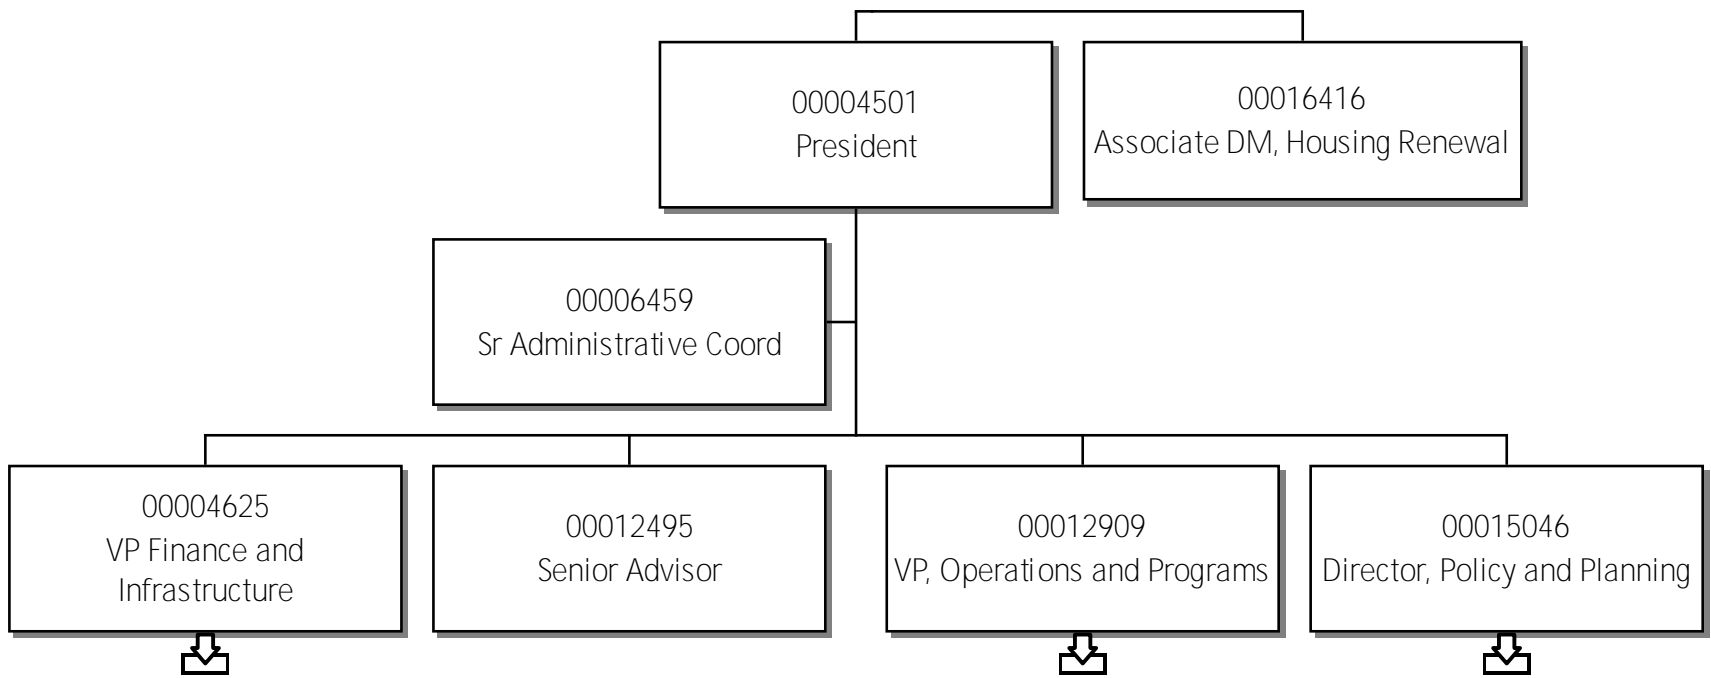 00004501
President
00016416
Associate DM, Housing Renewal
00006459
Sr Administrative Coord
00004625
VP Finance and
Infrastructure
00012495
Senior Advisor
00012909
VP, Operations and Programs
00015046
Director, Policy and Planning